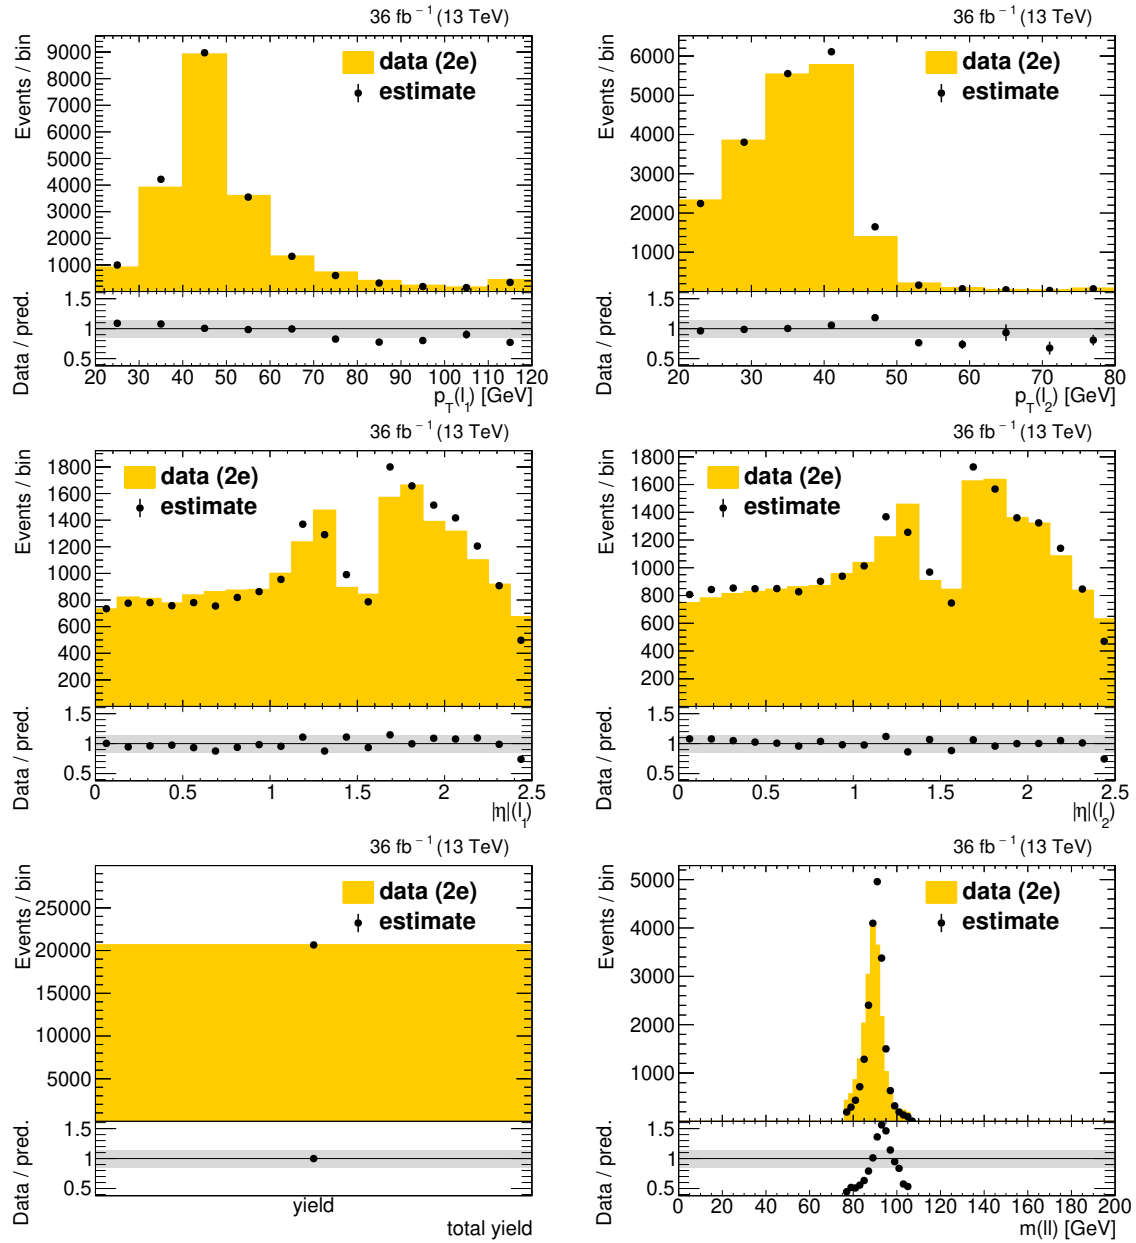 36 fb⁻¹ (13 TeV)
Events / bin
9000
8000
7000
6000
5000
4000
3000
2000
1000
data (2e)
estimate
Data / pred.
1.5
1
0.5
20 30 40 50 60 70 80 90 100 110 120
p_T(l_1) [GeV]
36 fb⁻¹ (13 TeV)
Events / bin
6000
5000
4000
3000
2000
1000
data (2e)
estimate
Data / pred.
1.5
1
0.5
20 30 40 50 60 70 80
p_T(l_2) [GeV]
36 fb⁻¹ (13 TeV)
Events / bin
1800
1600
1400
1200
1000
800
600
400
200
data (2e)
estimate
Data / pred.
1.5
1
0.5
0 0.5 1 1.5 2 2.5
|η|(l_1)
36 fb⁻¹ (13 TeV)
Events / bin
1800
1600
1400
1200
1000
800
600
400
200
data (2e)
estimate
Data / pred.
1.5
1
0.5
0 0.5 1 1.5 2 2.5
|η|(l_2)
36 fb⁻¹ (13 TeV)
Events / bin
25000
20000
15000
10000
5000
data (2e)
estimate
Data / pred.
1.5
1
0.5
yield
total yield
36 fb⁻¹ (13 TeV)
Events / bin
5000
4000
3000
2000
1000
data (2e)
estimate
Data / pred.
1.5
1
0.5
0 20 40 60 80 100 120 140 160 180 200
m(ll) [GeV]